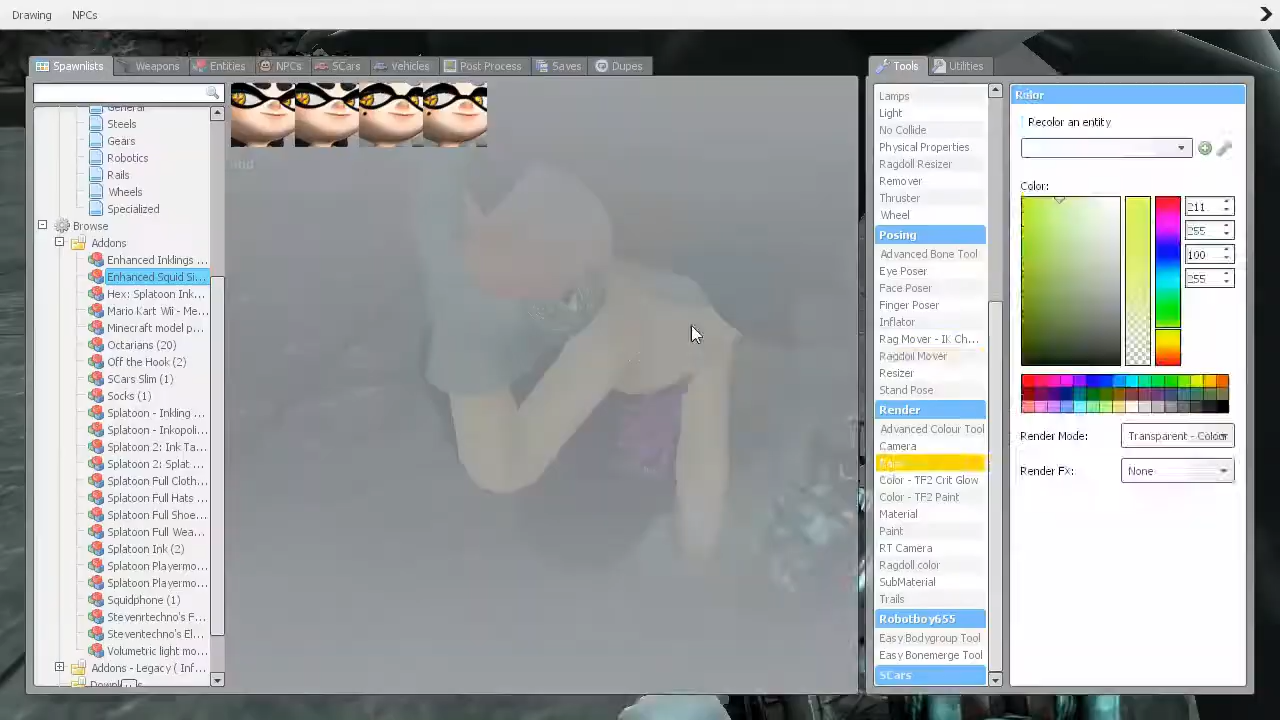 Drawing NPCs
Spawnlists Weapons Entities NPCs SCars Vehicles Post Process Saves Dupes
Tools Utilities
General
Steels
Gears
Robotics
Rails
Wheels
Specialized
Browse
Addons
Enhanced Inklings ...
Enhanced Squid Si...
Hex: Splatoon Ink...
Mario Kart Wii - Me...
Minecraft model p...
Octarians (20)
Off the Hook (2)
SCars Slim (1)
Socks (1)
Splatoon - Inkling ...
Splatoon - Inkopoli...
Splatoon 2: Ink Ta...
Splatoon 2: Splat...
Splatoon Full Cloth...
Splatoon Full Hats ...
Splatoon Full Shoe...
Splatoon Full Wea...
Splatoon Ink (2)
Splatoon Playermo...
Splatoon Playermo...
Squidphone (1)
Stevenrtechno's F...
Steventechno's El...
Volumetric light mo...
Addons - Legacy ( Inf...
Lamps
Light
No Collide
Physical Properties
Ragdoll Resizer
Remover
Thruster
Wheel
Posing
Advanced Bone Tool
Eye Poser
Face Poser
Finger Poser
Inflator
Rag Mover - IK Ch...
Ragdoll Mover
Resizer
Stand Pose
Render
Advanced Colour Tool
Camera
Color - TF2 Crit Glow
Color - TF2 Paint
Material
Paint
RT Camera
Ragdoll color
SubMaterial
Trails
Robotboy655
Easy Bodygroup Tool
Easy Bonemerge Tool
SCars
Recolor an entity
Color:
211
255
100
255
Render Mode: Transparent - Colour
Render FX: None